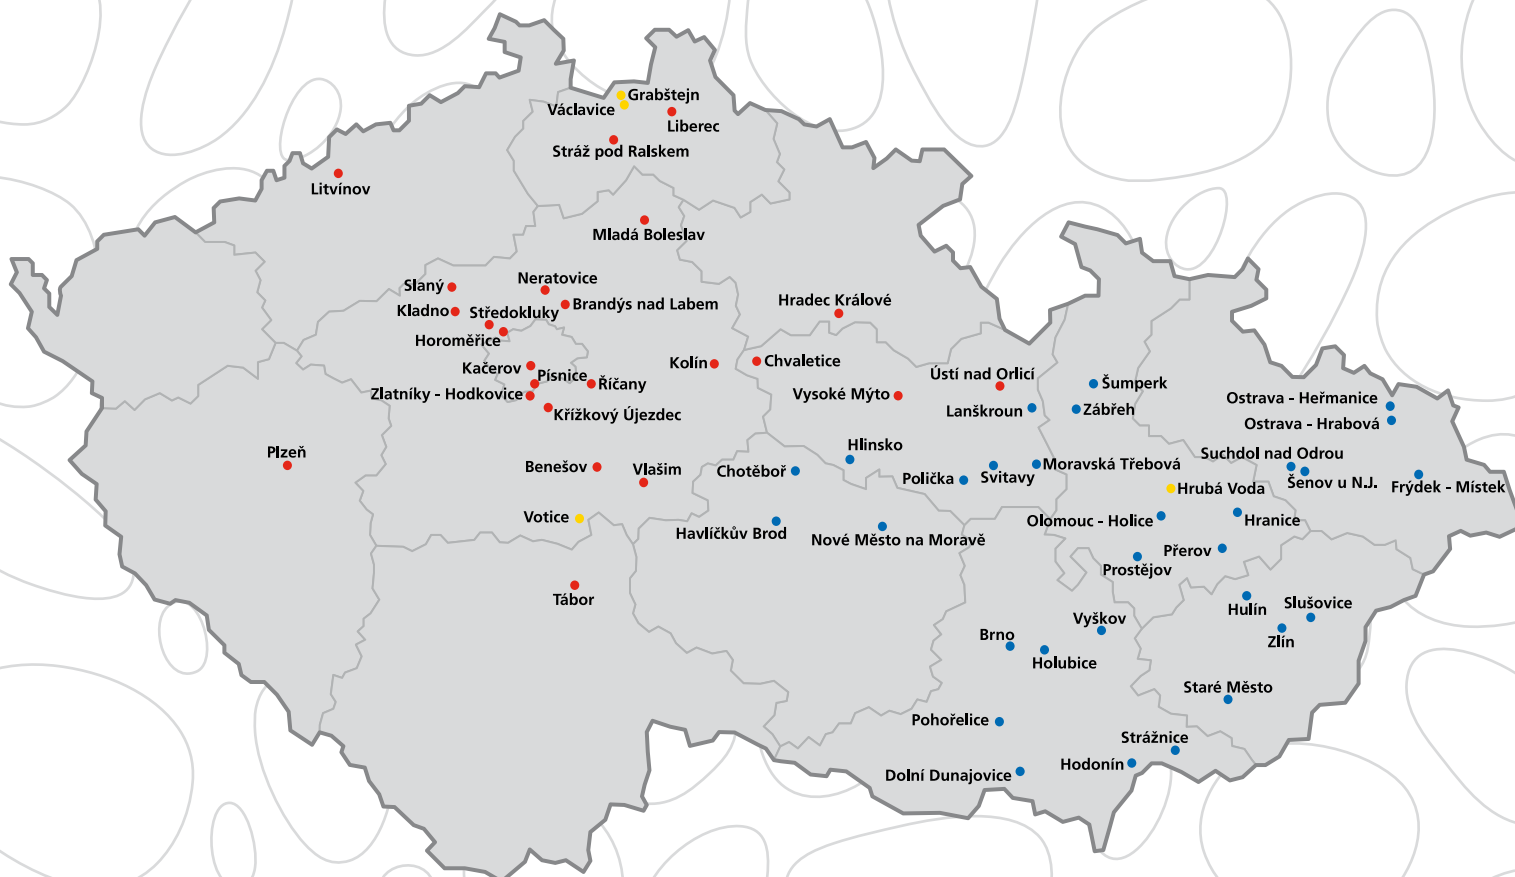 Grabštejn
Václavice
Liberec
Stráž pod Ralskem
Litvínov
Mladá Boleslav
Neratovice
Slaný
Brandýs nad Labem
Kladno
Středokluky
Hradec Králové
Horoměřice
Kačerov
Kolín
Chvaletice
Písnice
Říčany
Ústí nad Orlicí
Šumperk
Zlatníky - Hodkovice
Vysoké Mýto
Křížkový Újezdec
Lanškroun
Zábřeh
Ostrava - Heřmanice
Ostrava - Hrabová
Plzeň
Hlinsko
Suchdol nad Odrou
Benešov
Vlašim
Chotěboř
Moravská Třebová
Polička
Svitavy
Šenov u N.J.
Frýdek - Místek
Hrubá Voda
Votice
Olomouc - Holice
Hranice
Havlíčkův Brod
Nové Město na Moravě
Přerov
Prostějov
Tábor
Hulín
Slušovice
Vyškov
Brno
Zlín
Holubice
Staré Město
Pohořelice
Strážnice
Hodonín
Dolní Dunajovice